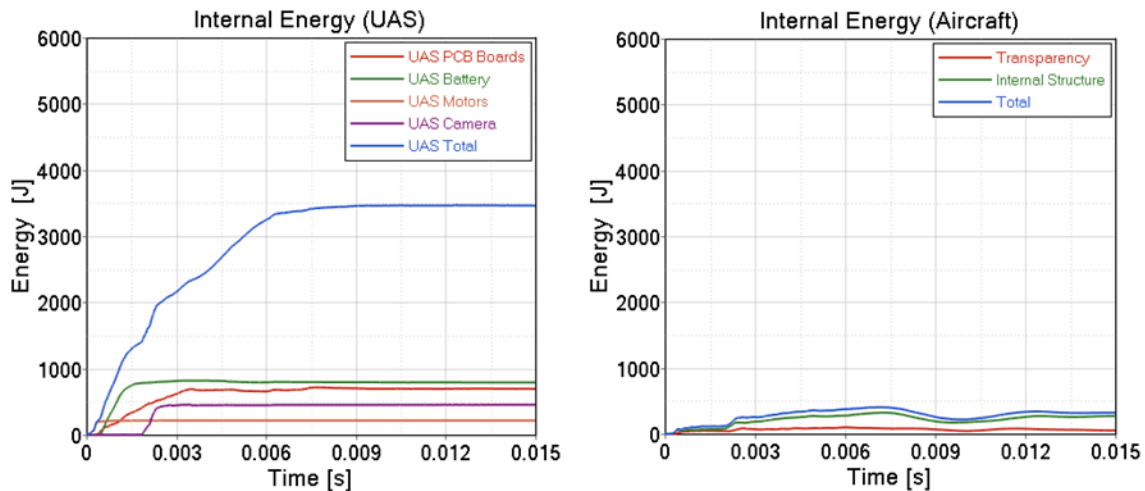 Internal Energy (UAS)
6000
5000
4000
3000
2000
1000
0
Energy [J]
UAS PCB Boards
UAS Battery
UAS Motors
UAS Camera
UAS Total
0 0.003 0.006 0.009 0.012 0.015
Time [s]
Internal Energy (Aircraft)
6000
5000
4000
3000
2000
1000
0
Energy [J]
Transparency
Internal Structure
Total
0 0.003 0.006 0.009 0.012 0.015
Time [s]